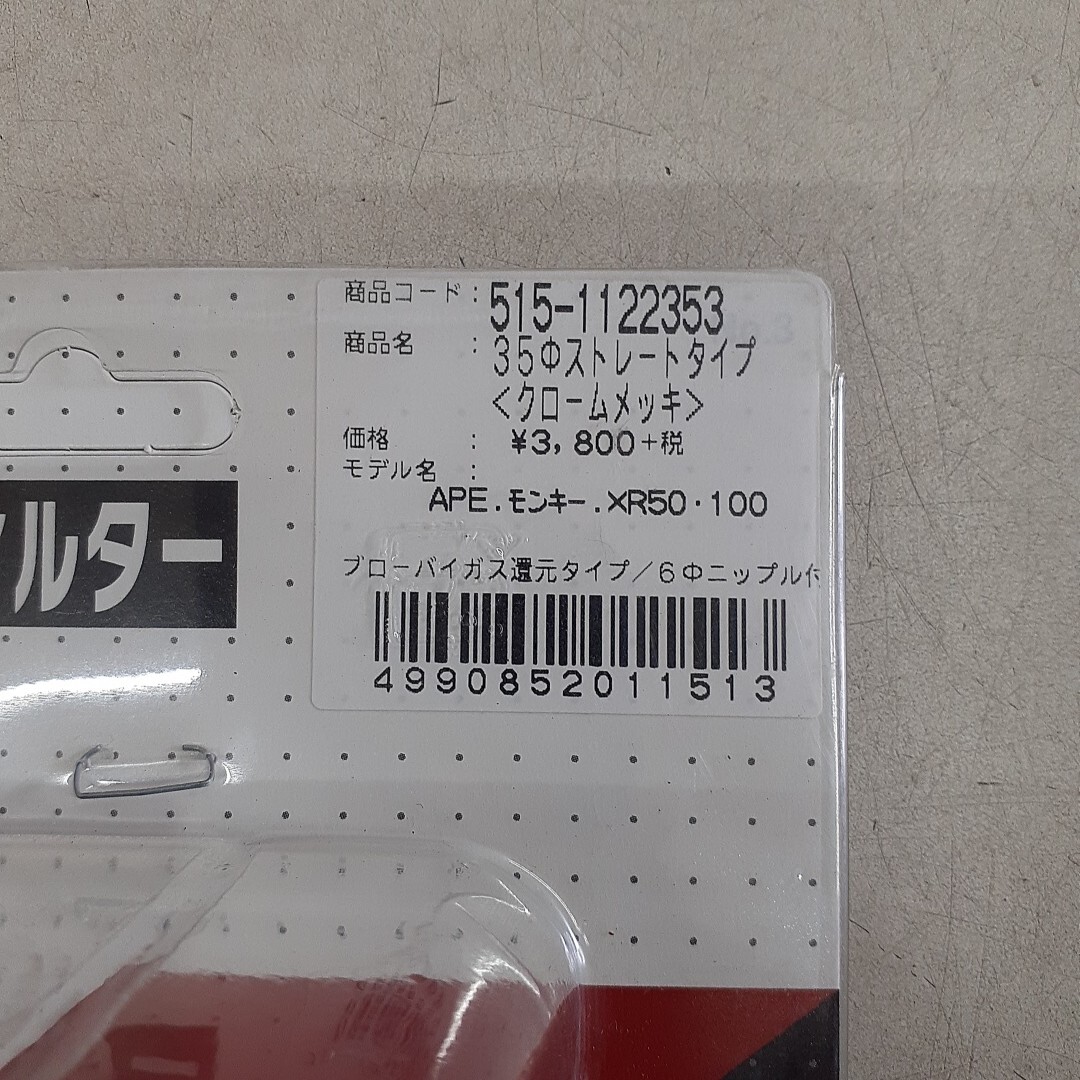 商品コード : 515-1122353
商品名 : 35Φストレートタイプ
<クロームメッキ>
価格 : ¥3,800+税
モデル名 :
APE.モンキー.XR50・100
ルター
ブローバイガス還元タイプ/6Φニップル付
4990852011513